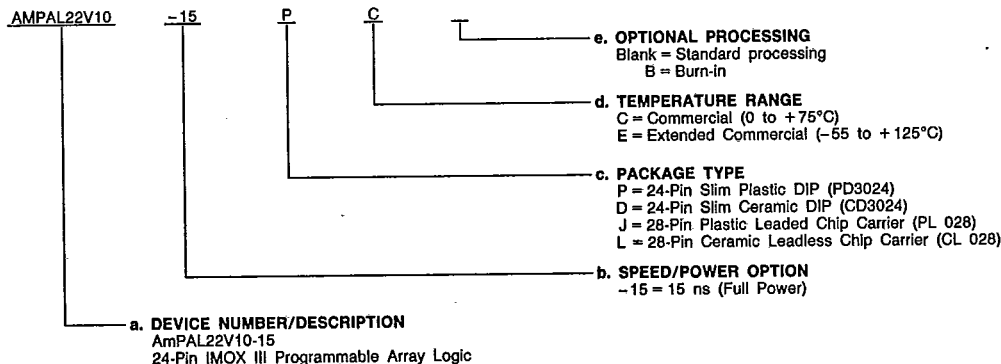 AMPAL22V10 -15 P C _
e. OPTIONAL PROCESSING
Blank = Standard processing
B = Burn-in
d. TEMPERATURE RANGE
C = Commercial (0 to +75°C)
E = Extended Commercial (-55 to +125°C)
c. PACKAGE TYPE
P = 24-Pin Slim Plastic DIP (PD3024)
D = 24-Pin Slim Ceramic DIP (CD3024)
J = 28-Pin Plastic Leaded Chip Carrier (PL 028)
L = 28-Pin Ceramic Leadless Chip Carrier (CL 028)
b. SPEED/POWER OPTION
-15 = 15 ns (Full Power)
a. DEVICE NUMBER/DESCRIPTION
AmPAL22V10-15
24-Pin IMOX III Programmable Array Logic